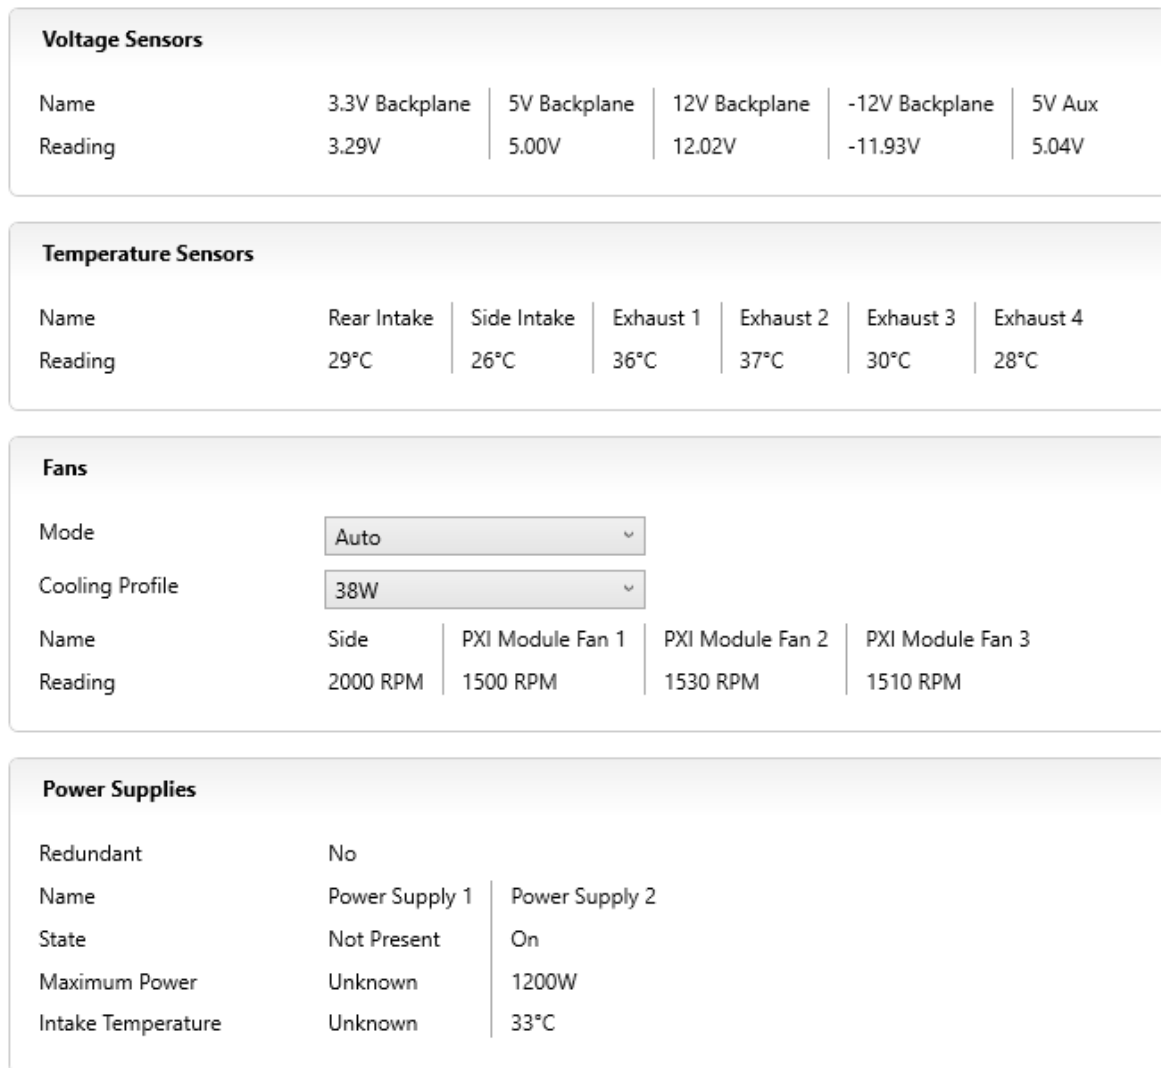 Voltage Sensors
Name 3.3V Backplane 5V Backplane 12V Backplane -12V Backplane 5V Aux
Reading 3.29V 5.00V 12.02V -11.93V 5.04V
Temperature Sensors
Name Rear Intake Side Intake Exhaust 1 Exhaust 2 Exhaust 3 Exhaust 4
Reading 29°C 26°C 36°C 37°C 30°C 28°C
Fans
Mode Auto
Cooling Profile 38W
Name Side PXI Module Fan 1 PXI Module Fan 2 PXI Module Fan 3
Reading 2000 RPM 1500 RPM 1530 RPM 1510 RPM
Power Supplies
Redundant No
Name Power Supply 1 Power Supply 2
State Not Present On
Maximum Power Unknown 1200W
Intake Temperature Unknown 33°C